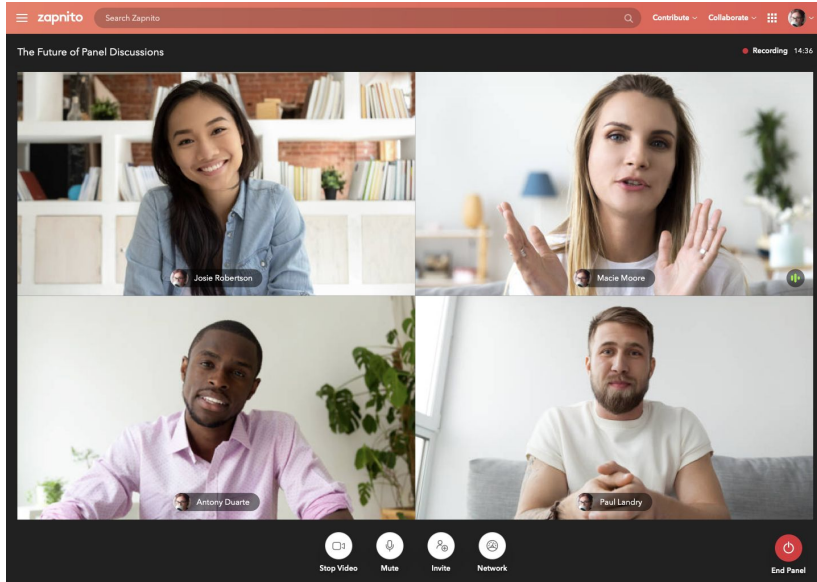 zapnito
Search Zapnito
Contribute
Collaborate
The Future of Panel Discussions
Recording 14:36
Josie Robertson
Macie Moore
Antony Duarte
Paul Landry
Stop Video
Mute
Invite
Network
End Panel